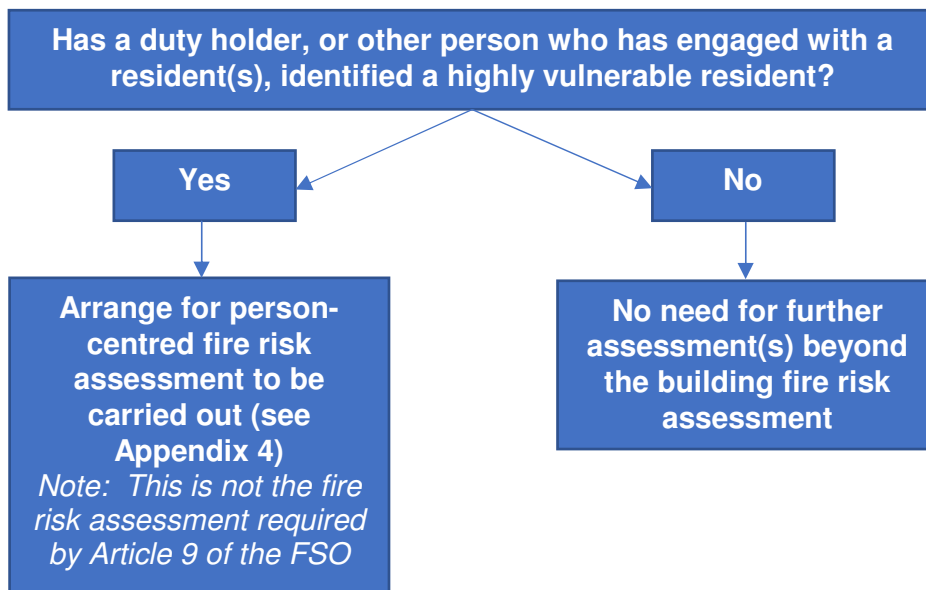 Has a duty holder, or other person who has engaged with a
resident(s), identified a highly vulnerable resident?
Yes
No
Arrange for person-
centred fire risk
assessment to be
carried out (see
Appendix 4)
Note:  This is not the fire
risk assessment required
by Article 9 of the FSO
No need for further
assessment(s) beyond
the building fire risk
assessment